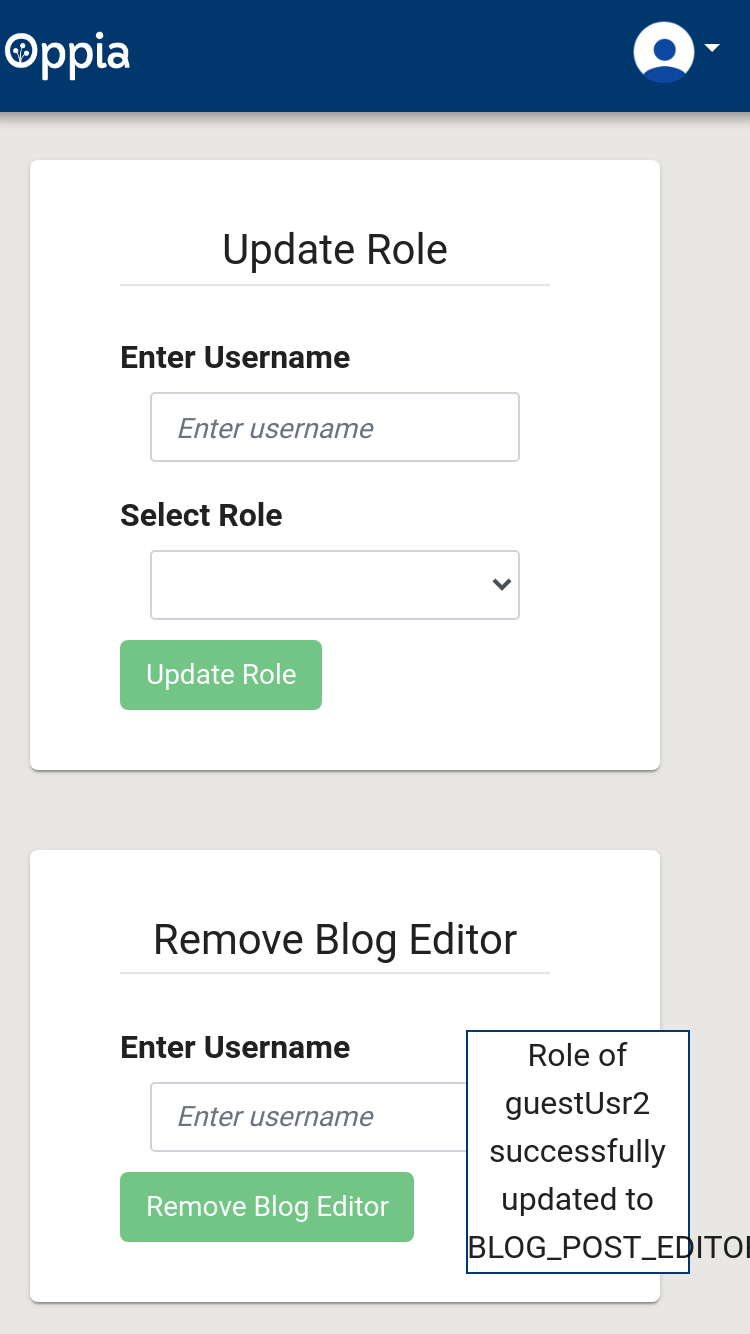 Oppia
Update Role
Enter Username
Enter username
Select Role
Update Role
Remove Blog Editor
Enter Username
Enter username
Remove Blog Editor
Role of
guestUsr2
successfully
updated to
BLOG_POST_EDITO